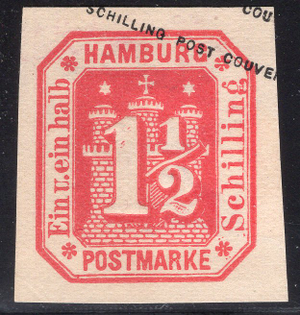 SCHILLING POST COUVE
COU
HAMBURG
Ein u. ein halb
1 1/2
Schilling
POSTMARKE